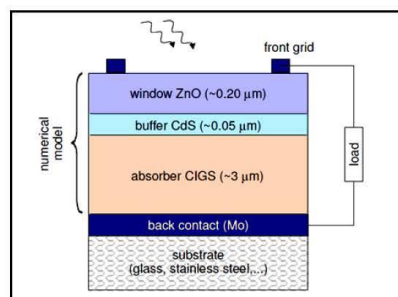 front grid
window ZnO (~0.20 μm)
buffer CdS (~0.05 μm)
numerical
model
absorber CIGS (~3 μm)
load
back contact (Mo)
substrate
(glass, stainless steel,...)